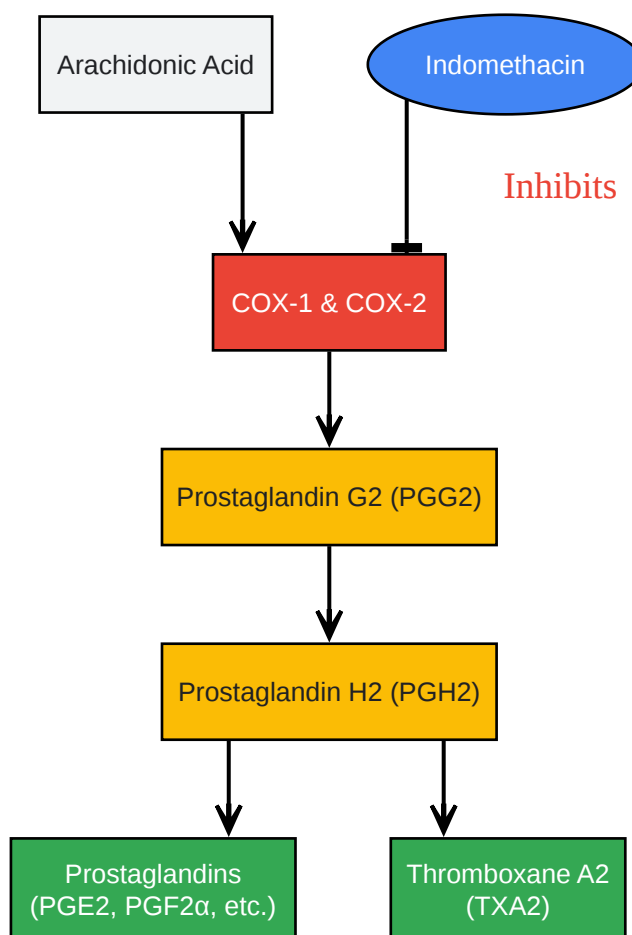 Arachidonic Acid
Indomethacin
Inhibits
COX-1 & COX-2
Prostaglandin G2 (PGG2)
Prostaglandin H2 (PGH2)
Prostaglandins
(PGE2, PGF2α, etc.)
Thromboxane A2
(TXA2)